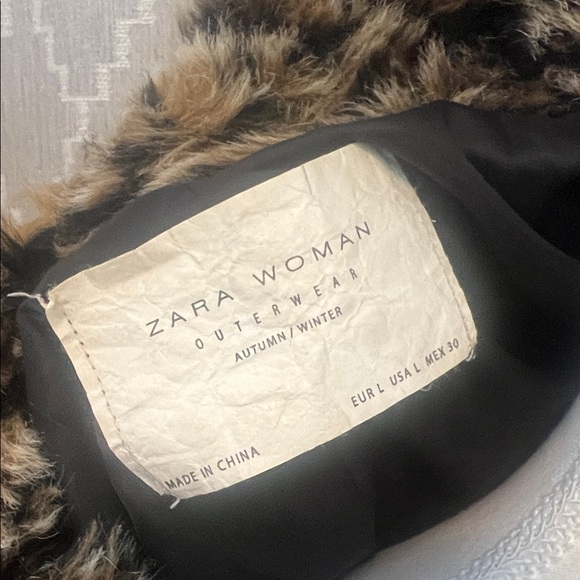 ZARA WOMAN
OUTERWEAR
AUTUMN / WINTER
EUR L USA L MEX 30
MADE IN CHINA